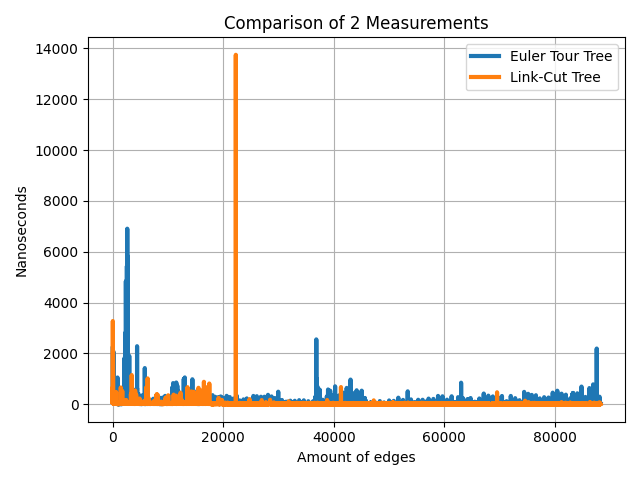 Comparison of 2 Measurements
Euler Tour Tree
Link-Cut Tree
Nanoseconds
14000
12000
10000
8000
6000
4000
2000
0
0 20000 40000 60000 80000
Amount of edges